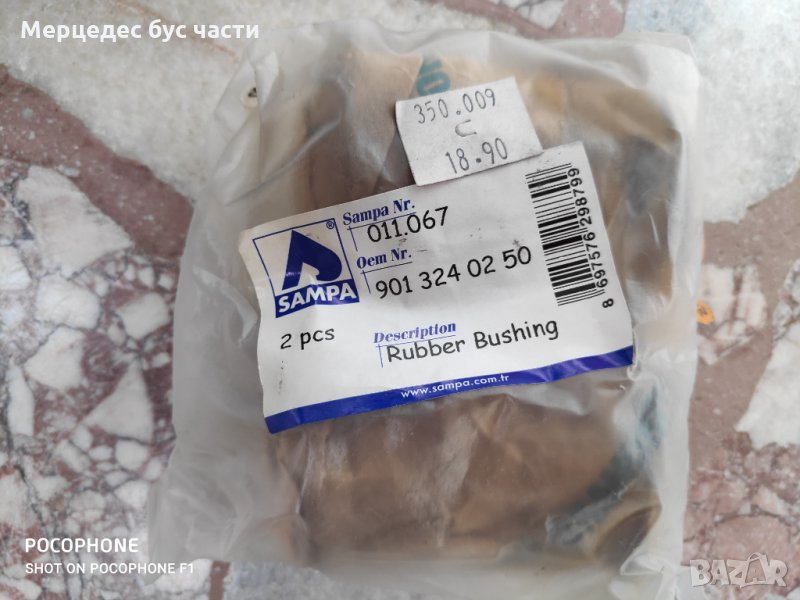 Мерцедес бус части
350.009
C
18.90
Sampa Nr.
011.067
Oem Nr.
901 324 02 50
®
SAMPA
2 pcs
Description
Rubber Bushing
www.sampa.com.tr
8 697576 298799
POCOPHONE
SHOT ON POCOPHONE F1
BAZAR